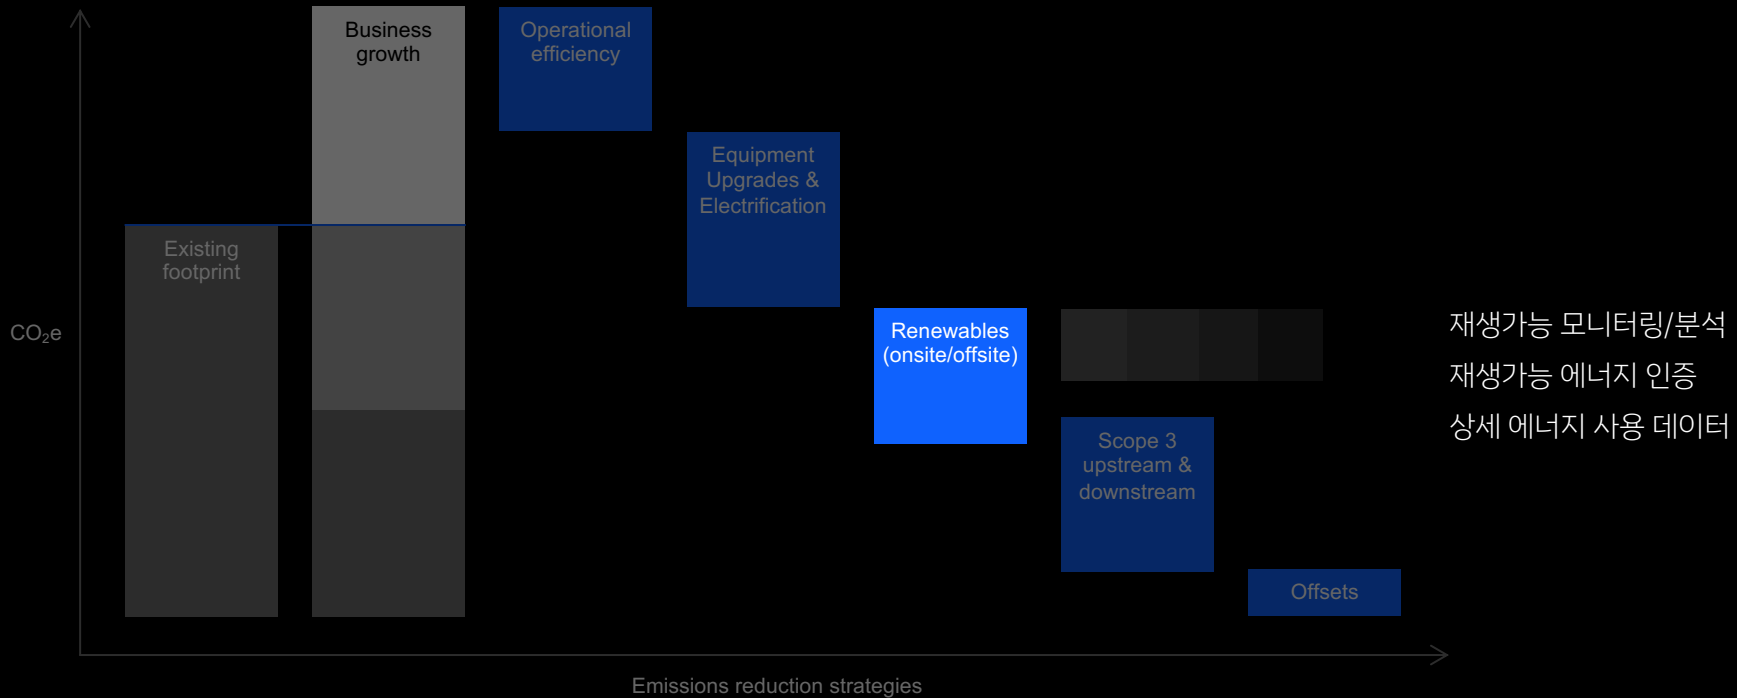 Business
growth
Operational
efficiency
Equipment
Upgrades &
Electrification
Existing
footprint
CO₂e
Renewables
(onsite/offsite)
재생가능 모니터링/분석
재생가능 에너지 인증
상세 에너지 사용 데이터
Scope 3
upstream &
downstream
Offsets
Emissions reduction strategies